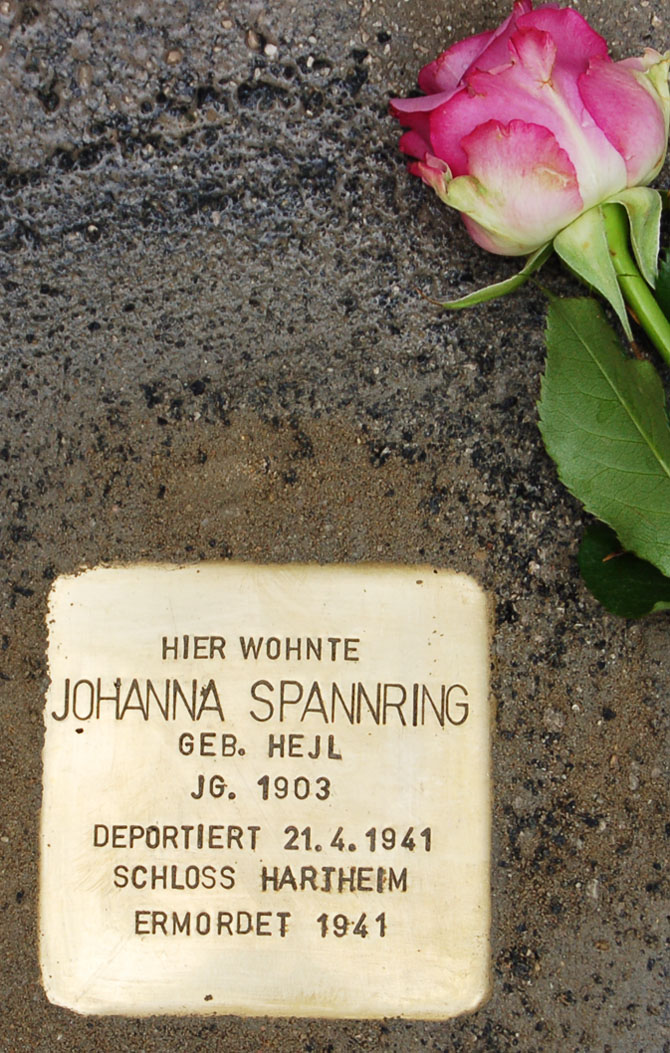 HIER WOHNTE
JOHANNA SPANNRING
GEB. HEJL
JG. 1903
DEPORTIERT 21.4.1941
SCHLOSS HARTHEIM
ERMORDET 1941